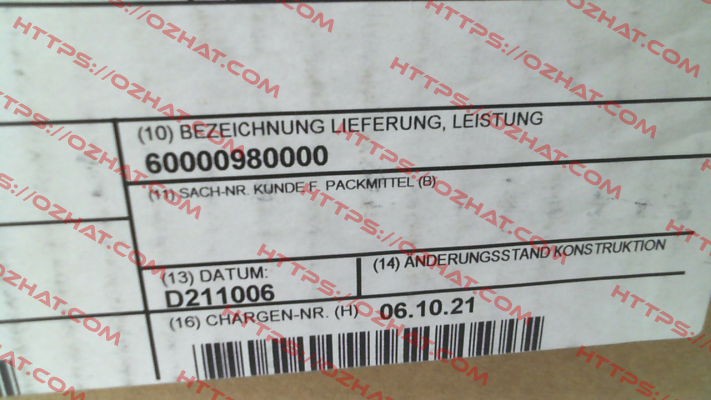 (10) BEZEICHNUNG LIEFERUNG, LEISTUNG
60000980000
(11) SACH-NR. KUNDE F. PACKMITTEL (B)
(13) DATUM:
D211006
(14) ÄNDERUNGSSTAND KONSTRUKTION
(16) CHARGEN-NR. (H) 06.10.21
HTTPS://OZHAT.COM